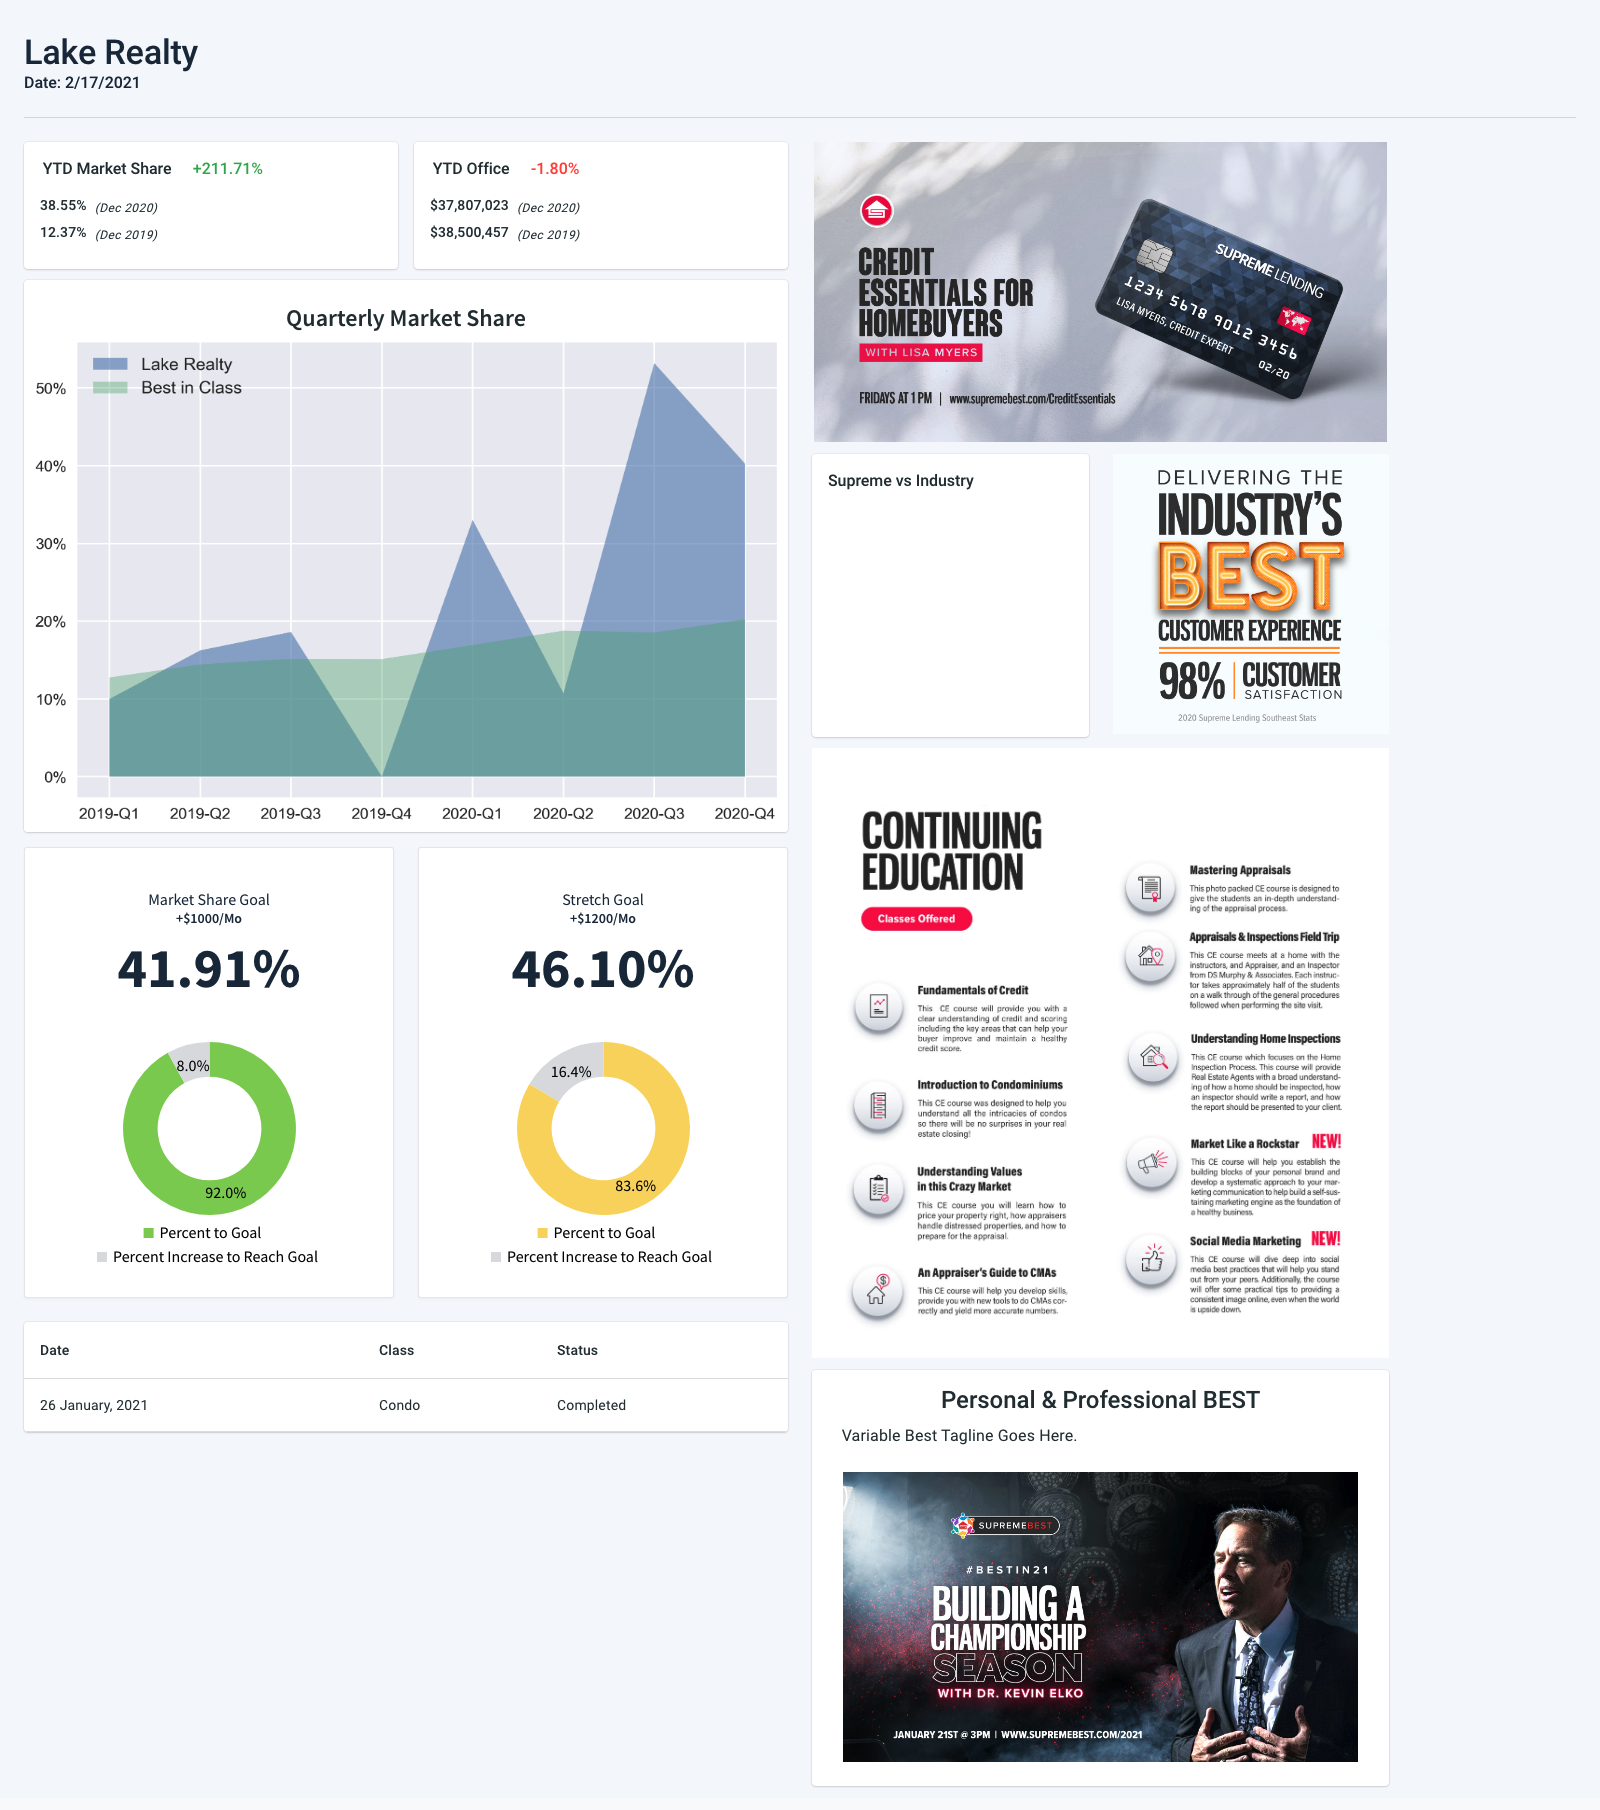 Lake Realty
Date: 2/17/2021
YTD Market Share +211.71%
38.55% (Dec 2020)
12.37% (Dec 2019)
YTD Office -1.80%
$37,807,023 (Dec 2020)
$38,500,457 (Dec 2019)
Quarterly Market Share
Lake Realty
Best in Class
50%
40%
30%
20%
10%
0%
2019-Q1 2019-Q2 2019-Q3 2019-Q4 2020-Q1 2020-Q2 2020-Q3 2020-Q4
Market Share Goal
+$1000/Mo
41.91%
8.0%
92.0%
Percent to Goal
Percent Increase to Reach Goal
Stretch Goal
+$1200/Mo
46.10%
16.4%
83.6%
Percent to Goal
Percent Increase to Reach Goal
Date Class Status
26 January, 2021 Condo Completed
CREDIT
ESSENTIALS FOR
HOMEBUYERS
WITH LISA MYERS
FRIDAYS AT 1 PM | www.supremebest.com/CreditEssentials
SUPREME LENDING
1234 5678 9012 3456
LISA MYERS, CREDIT EXPERT
02/20
Supreme vs Industry
DELIVERING THE
INDUSTRY'S
BEST
CUSTOMER EXPERIENCE
98% CUSTOMER
SATISFACTION
2020 Supreme Lending Southeast Stats
CONTINUING
EDUCATION
Classes Offered
Fundamentals of Credit
This CE course will provide you with a
clear understanding of credit and scoring
including the key areas that can help your
buyer improve and maintain a healthy
credit score.
Introduction to Condominiums
This CE course was designed to help you
understand all the intricacies of condos
so there will be no surprises in your real
estate closing!
Understanding Values
in this Crazy Market
This CE course you will learn how to
price your property right, how appraisers
handle distressed properties, and how to
prepare for the appraisal.
An Appraiser's Guide to CMAs
This CE course will help you develop skills,
provide you with new tools to do CMAs cor-
rectly and yield more accurate numbers.
Mastering Appraisals
This photo packed CE course is designed to
give the students an in-depth understand-
ing of the appraisal process.
Appraisals & Inspections Field Trip
This CE course meets at a home with the
instructors, and Appraiser, and an Inspector
from DS Murphy & Associates. Each instruc-
tor takes approximately half of the students
on a walk through of the general procedures
followed when performing the site visit.
Understanding Home Inspections
This CE course which focuses on the Home
Inspection Process. This course will provide
Real Estate Agents with a broad understand-
ing of how a home should be inspected, how
an inspector should write a report, and how
the report should be presented to your client.
Market Like a Rockstar NEW!
This CE course will help you establish the
building blocks of your personal brand and
develop a systematic approach to your mar-
keting communication to help build a self-sus-
taining marketing engine as the foundation of
a healthy business.
Social Media Marketing NEW!
This CE course will dive deep into social
media best practices that will help you stand
out from your peers. Additionally, the course
will offer some practical tips to providing a
consistent image online, even when the world
is upside down.
Personal & Professional BEST
Variable Best Tagline Goes Here.
SUPREMEBEST
#BESTIN21
BUILDING A
CHAMPIONSHIP
SEASON
WITH DR. KEVIN ELKO
JANUARY 21ST @ 3PM | WWW.SUPREMEBEST.COM/2021